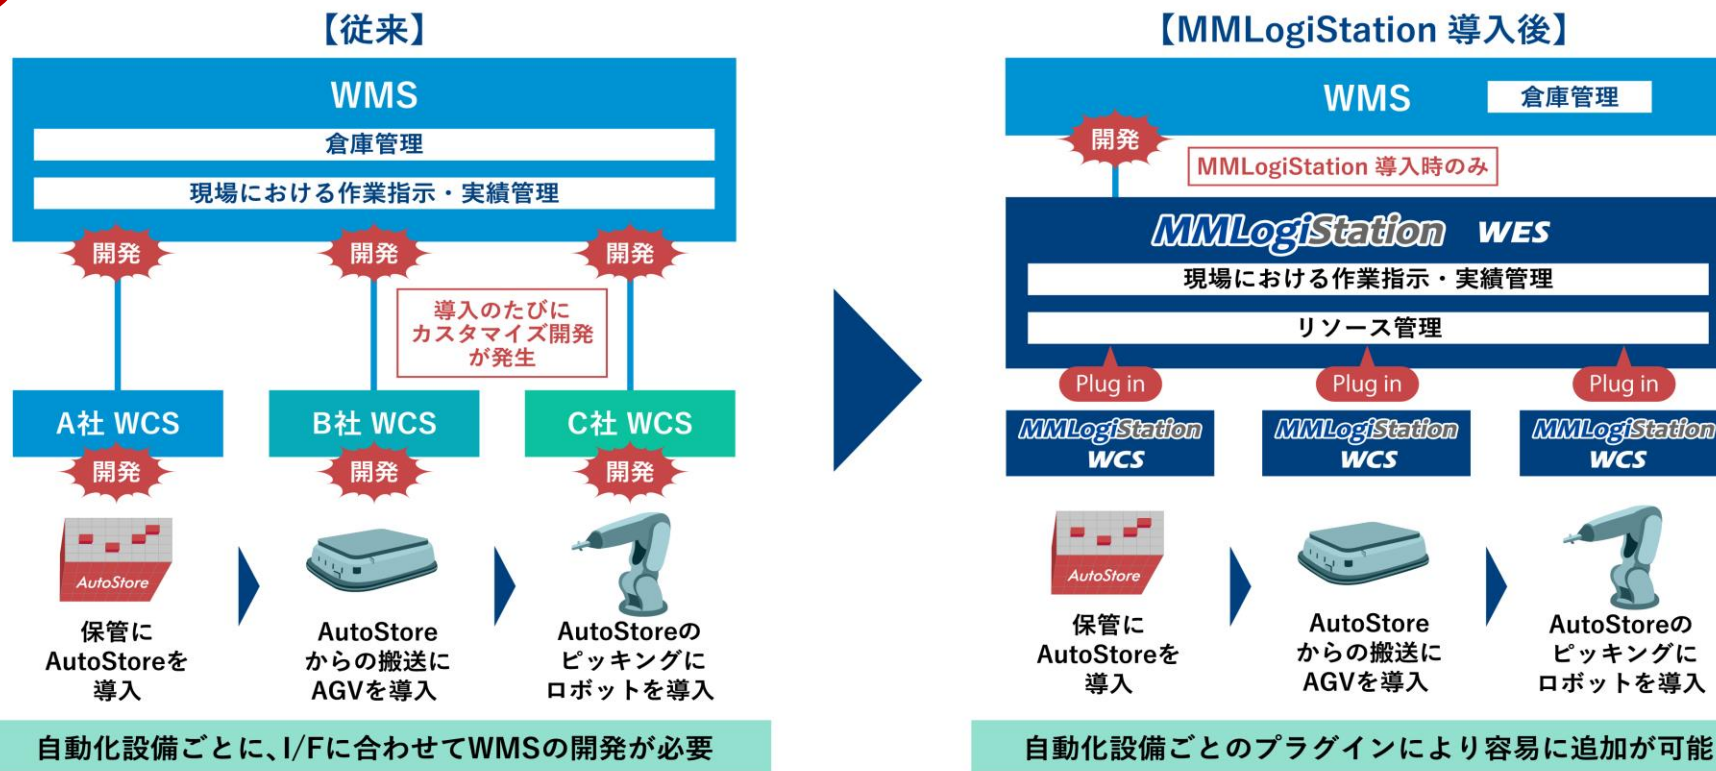 【従来】
WMS
倉庫管理
現場における作業指示・実績管理
開発
開発
開発
導入のたびに
カスタマイズ開発
が発生
A社 WCS
B社 WCS
C社 WCS
開発
開発
開発
AutoStore
保管に
AutoStoreを
導入
AutoStore
からの搬送に
AGVを導入
AutoStoreの
ピッキングに
ロボットを導入
自動化設備ごとに、I/Fに合わせてWMSの開発が必要
【MMLogiStation 導入後】
WMS
倉庫管理
開発
MMLogiStation 導入時のみ
MMLogiStation WES
現場における作業指示・実績管理
リソース管理
Plug in
Plug in
Plug in
MMLogiStation
WCS
MMLogiStation
WCS
MMLogiStation
WCS
AutoStore
保管に
AutoStoreを
導入
AutoStore
からの搬送に
AGVを導入
AutoStoreの
ピッキングに
ロボットを導入
自動化設備ごとのプラグインにより容易に追加が可能